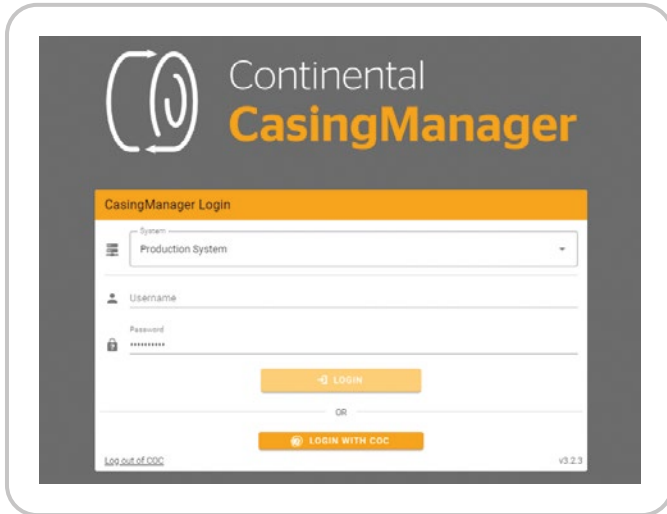 Continental
CasingManager
CasingManager Login
System
Production System
Username
Password
LOGIN
OR
LOGIN WITH COC
Log out of COC
v3.2.3